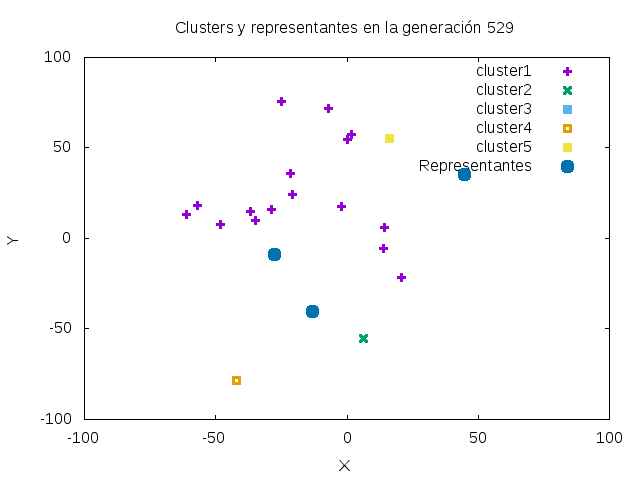 Clusters y representantes en la generación 529
100
50
0
-50
-100
-100
-50
0
50
100
Y
X
cluster1
cluster2
cluster3
cluster4
cluster5
Representantes